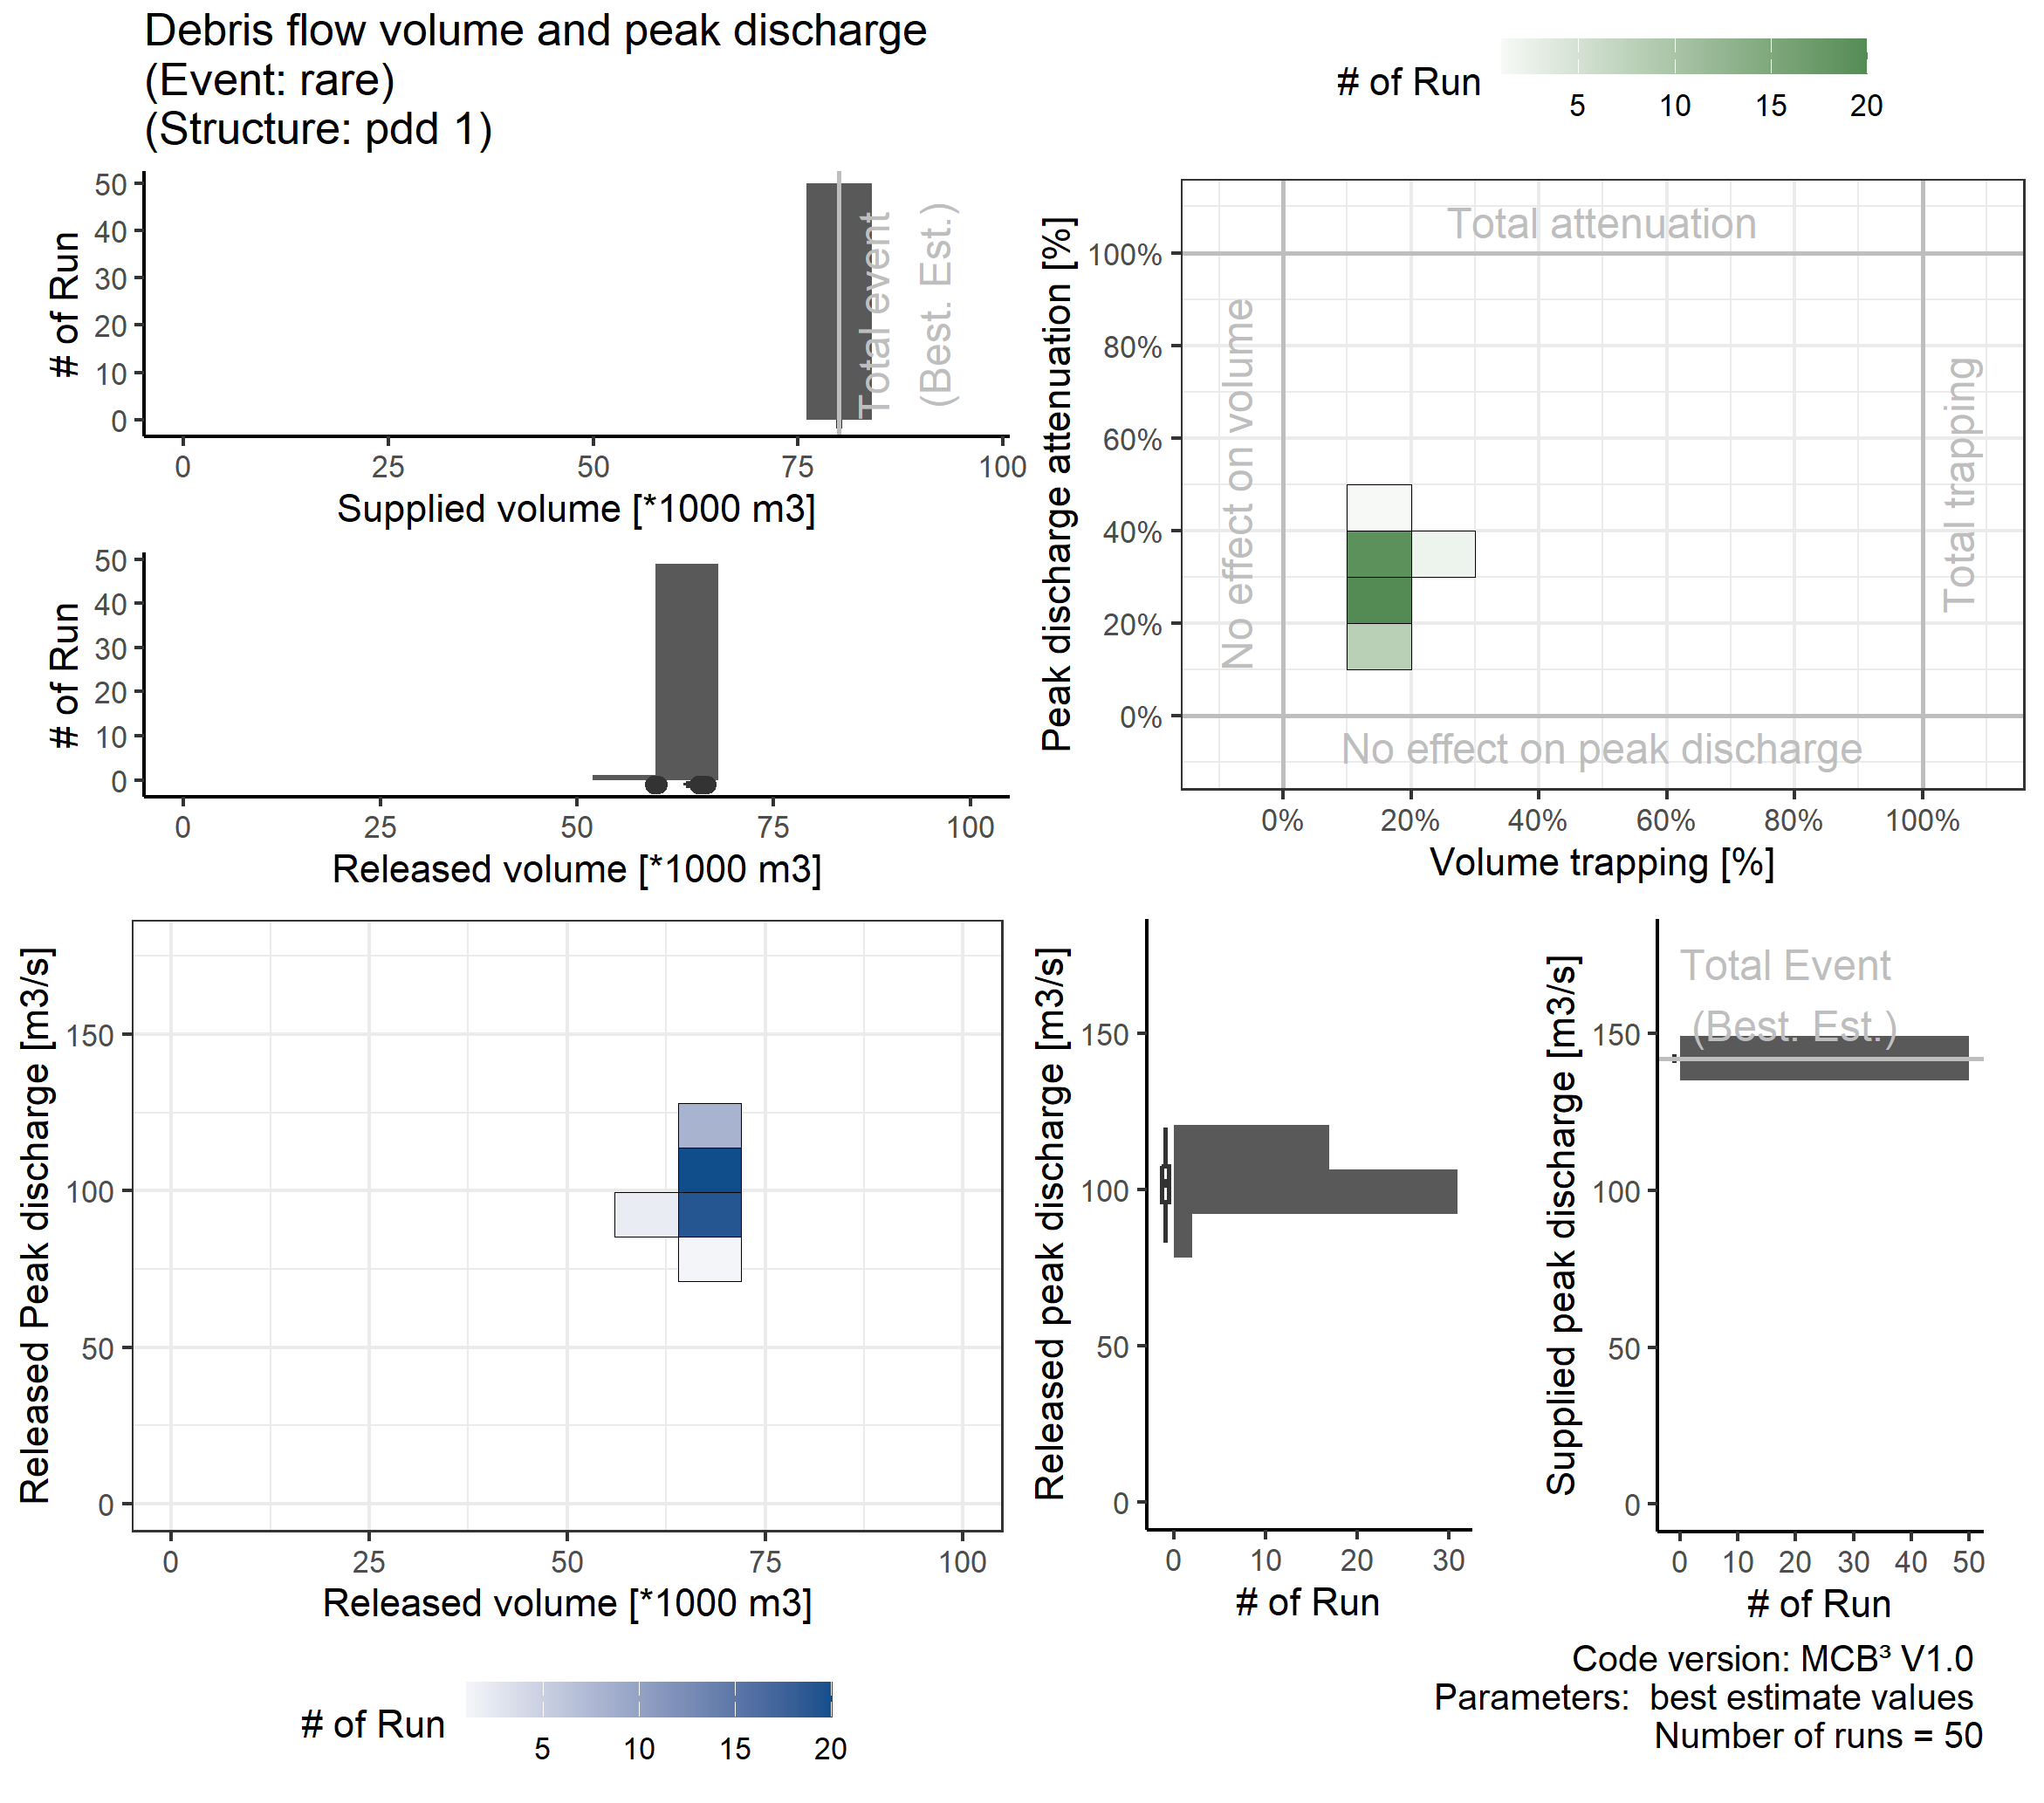 Debris flow volume and peak discharge
(Event: rare)
(Structure: pdd 1)
# of Run
5 10 15 20
# of Run
50
40
30
20
10
0
Total event
(Best. Est.)
0 25 50 75 100
Supplied volume [*1000 m3]
# of Run
50
40
30
20
10
0
0 25 50 75 100
Released volume [*1000 m3]
Peak discharge attenuation [%]
100%
80%
60%
40%
20%
0%
Total attenuation
No effect on volume
Total trapping
No effect on peak discharge
0% 20% 40% 60% 80% 100%
Volume trapping [%]
Released Peak discharge [m3/s]
150
100
50
0
0 25 50 75 100
Released volume [*1000 m3]
# of Run
5 10 15 20
Released peak discharge [m3/s]
150
100
50
0
0 10 20 30
# of Run
Supplied peak discharge [m3/s]
150
100
50
0
Total Event
(Best. Est.)
0 10 20 30 40 50
# of Run
Code version: MCB³ V1.0
Parameters:  best estimate values
Number of runs = 50